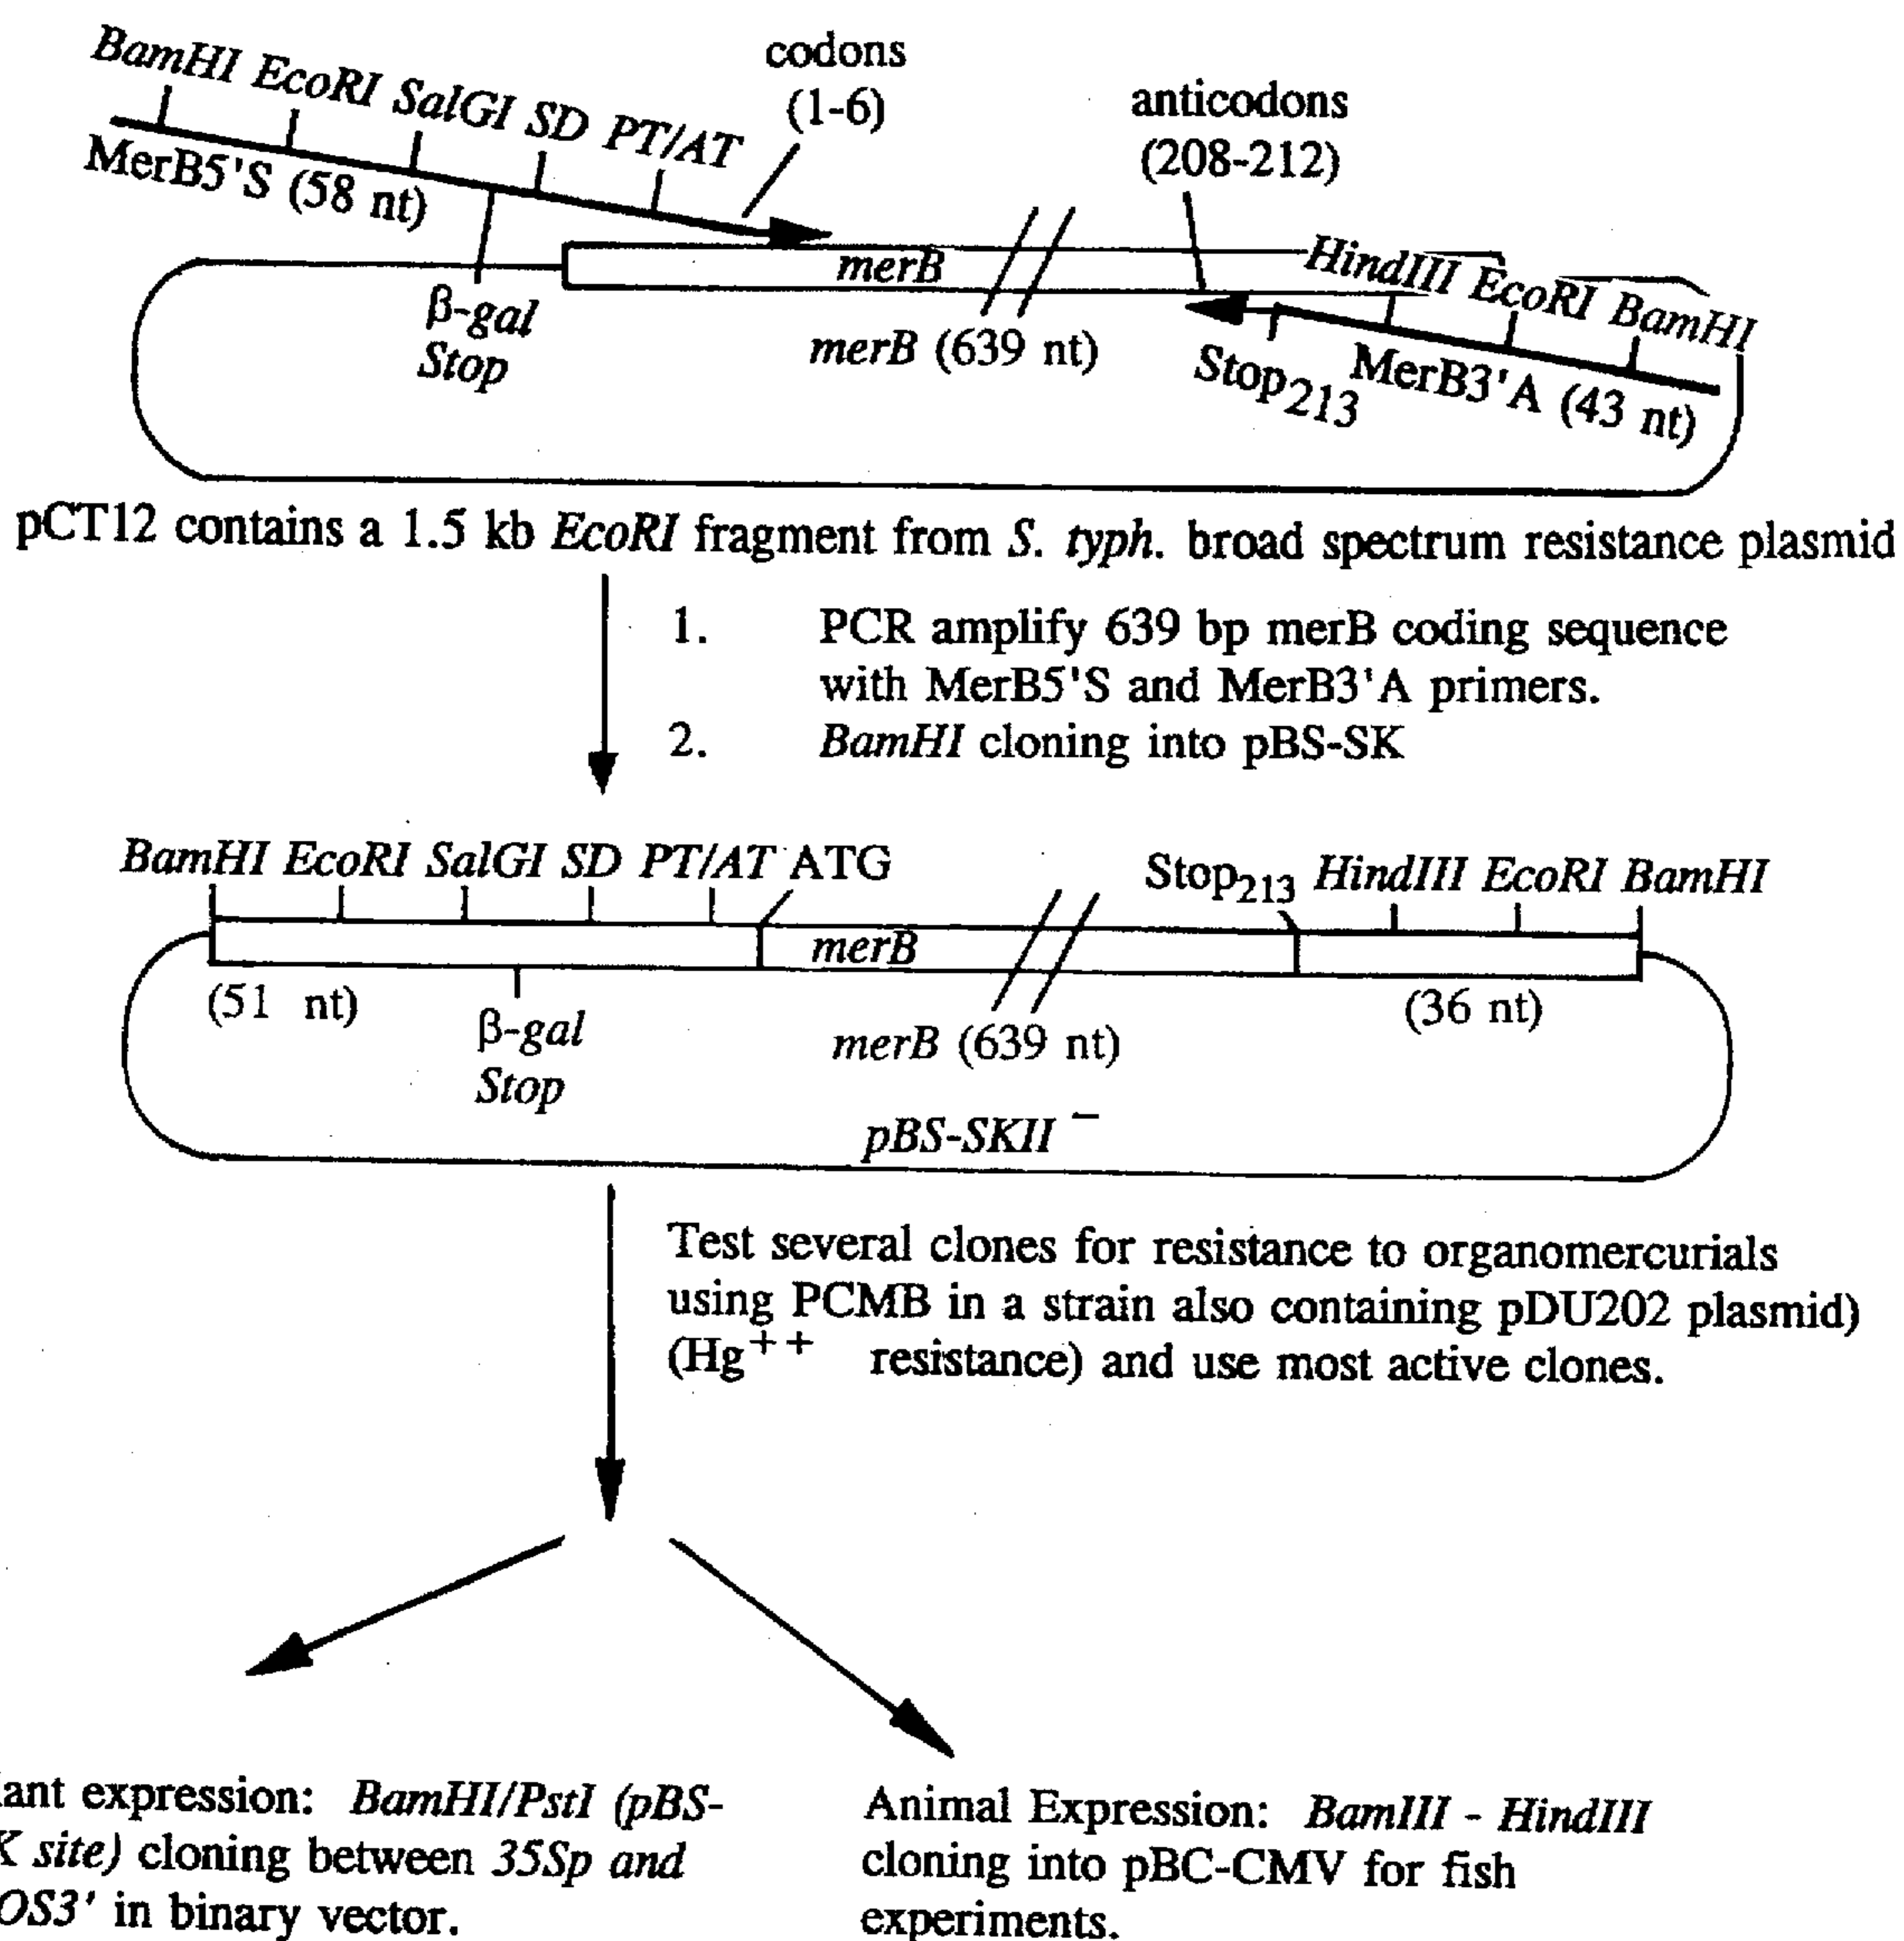 BamHI EcoRI SalGI SD PT/AT
codons
(1-6)
anticodons
(208-212)
MerB5'S (58 nt)
merB
HindIII EcoRI BamHI
β-gal
Stop
merB (639 nt)
Stop213
MerB3'A (43 nt)
pCT12 contains a 1.5 kb EcoRI fragment from S. typh. broad spectrum resistance plasmid
1. PCR amplify 639 bp merB coding sequence
with MerB5'S and MerB3'A primers.
2. BamHI cloning into pBS-SK
BamHI EcoRI SalGI SD PT/AT ATG
Stop213 HindIII EcoRI BamHI
merB
(51 nt)
(36 nt)
β-gal
Stop
merB (639 nt)
pBS-SKII –
Test several clones for resistance to organomercurials
using PCMB in a strain also containing pDU202 plasmid)
(Hg++ resistance) and use most active clones.
lant expression: BamHI/PstI (pBS-
K site) cloning between 35Sp and
OS3' in binary vector.
Animal Expression: BamIII - HindIII
cloning into pBC-CMV for fish
experiments.